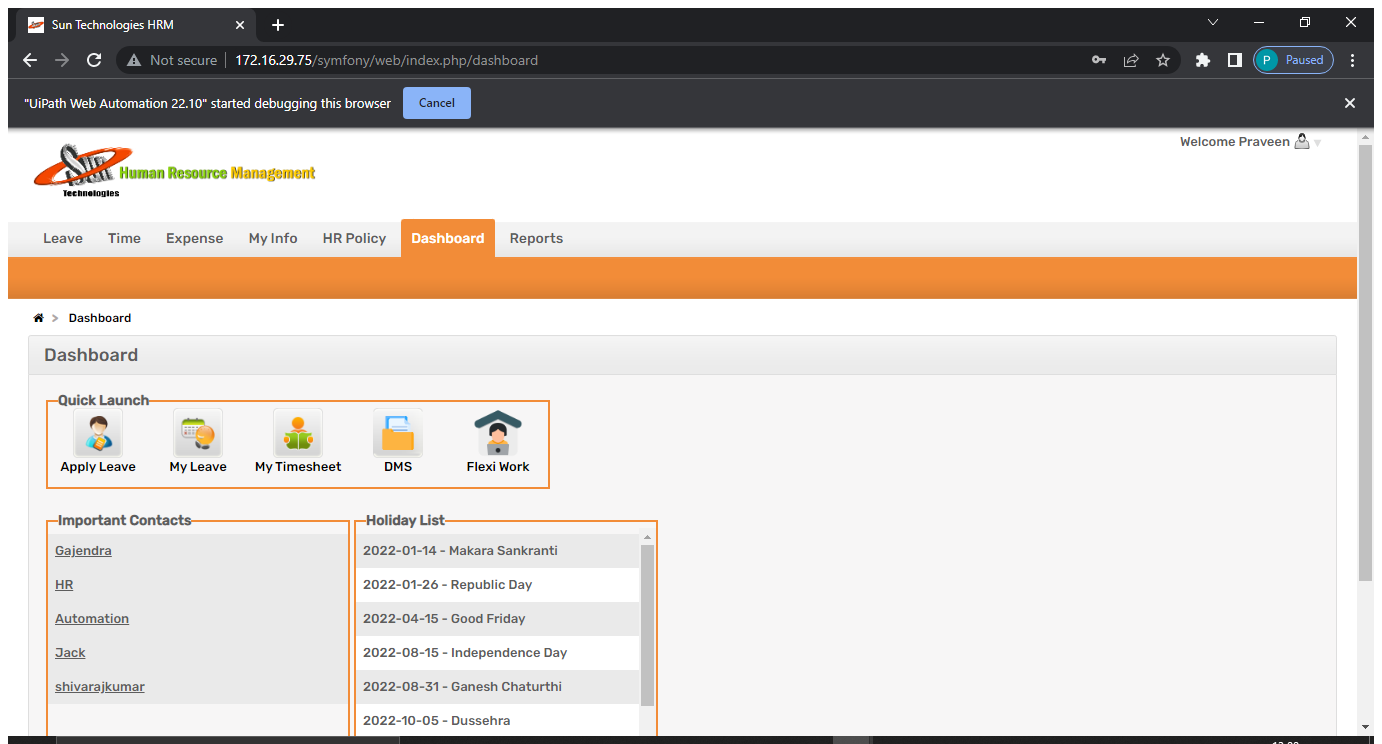 Sun Technologies HRM
Not secure 172.16.29.75/symfony/web/index.php/dashboard
P Paused
"UiPath Web Automation 22.10" started debugging this browser Cancel
Welcome Praveen
Sun Human Resource Management
Technologies
Leave Time Expense My Info HR Policy Dashboard Reports
> Dashboard
Dashboard
Quick Launch
Apply Leave My Leave My Timesheet DMS Flexi Work
Important Contacts
Gajendra
HR
Automation
Jack
shivarajkumar
Holiday List
2022-01-14 - Makara Sankranti
2022-01-26 - Republic Day
2022-04-15 - Good Friday
2022-08-15 - Independence Day
2022-08-31 - Ganesh Chaturthi
2022-10-05 - Dussehra